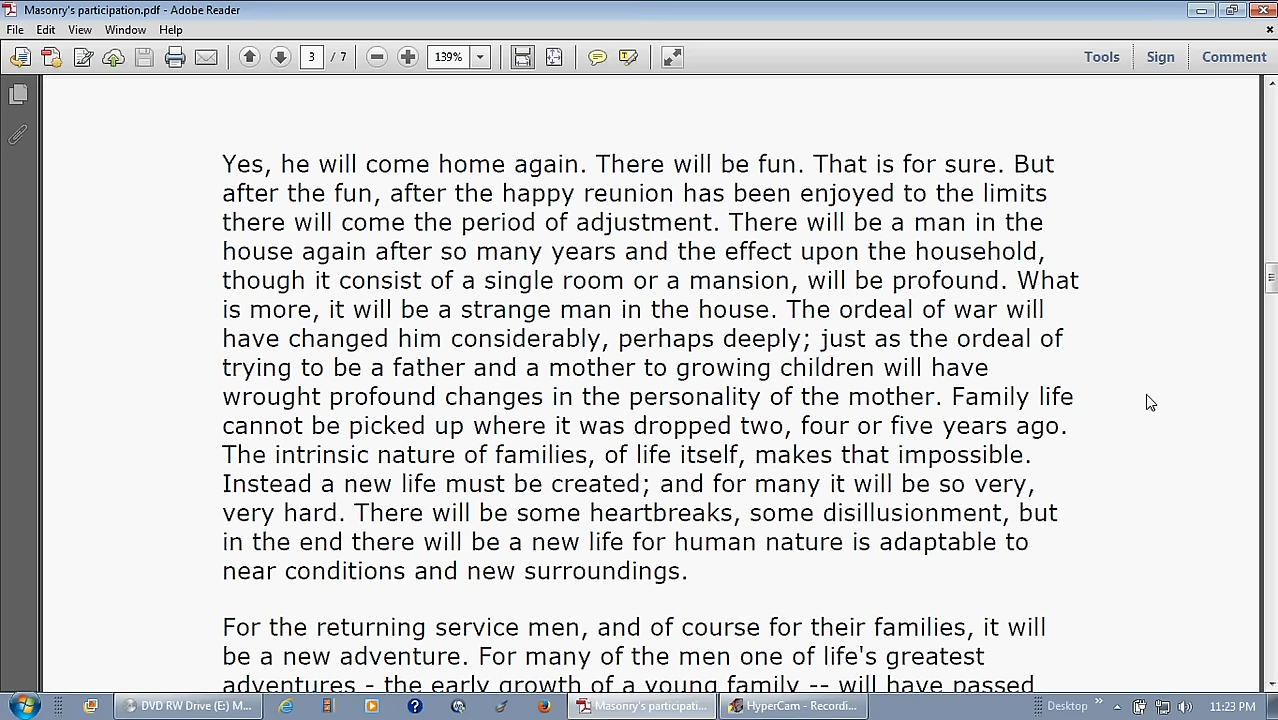 Masonry's participation.pdf - Adobe Reader
File Edit View Window Help
3 / 7 139% Tools Sign Comment
Yes, he will come home again. There will be fun. That is for sure. But
after the fun, after the happy reunion has been enjoyed to the limits
there will come the period of adjustment. There will be a man in the
house again after so many years and the effect upon the household,
though it consist of a single room or a mansion, will be profound. What
is more, it will be a strange man in the house. The ordeal of war will
have changed him considerably, perhaps deeply; just as the ordeal of
trying to be a father and a mother to growing children will have
wrought profound changes in the personality of the mother. Family life
cannot be picked up where it was dropped two, four or five years ago.
The intrinsic nature of families, of life itself, makes that impossible.
Instead a new life must be created; and for many it will be so very,
very hard. There will be some heartbreaks, some disillusionment, but
in the end there will be a new life for human nature is adaptable to
near conditions and new surroundings.
For the returning service men, and of course for their families, it will
be a new adventure. For many of the men one of life's greatest
adventures - the early growth of a young family -- will have passed
DVD RW Drive (E:) M... Masonry's participati... HyperCam - Recordi... Desktop » 11:23 PM